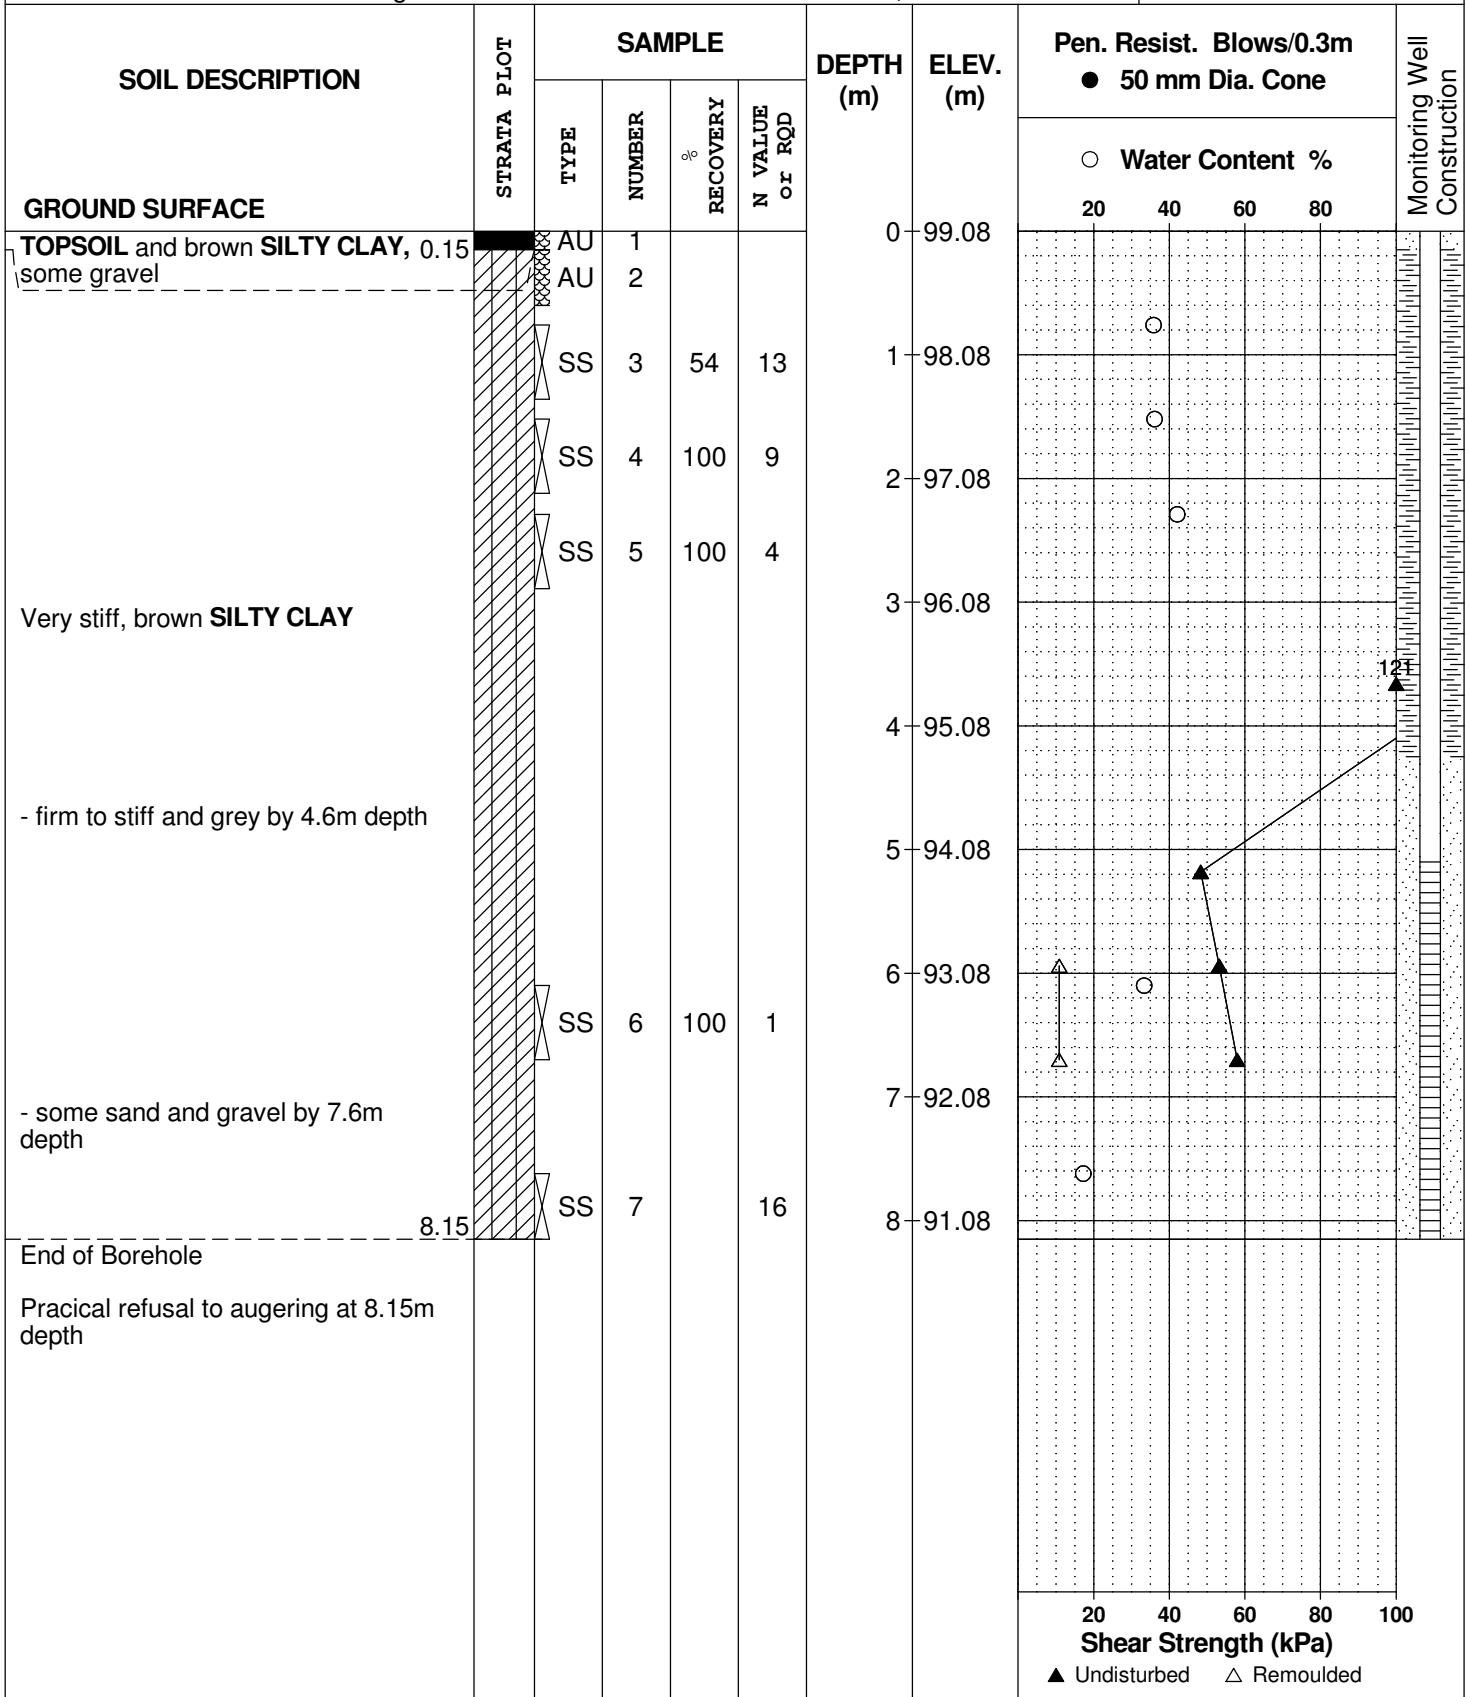 SOIL DESCRIPTION
GROUND SURFACE
STRATA PLOT
SAMPLE
TYPE
NUMBER
% RECOVERY
N VALUE or RQD
DEPTH (m)
ELEV. (m)
Pen. Resist. Blows/0.3m
● 50 mm Dia. Cone
○ Water Content %
20 40 60 80
Monitoring Well
Construction
TOPSOIL and brown SILTY CLAY, 0.15
some gravel
AU 1
AU 2
0 99.08
SS 3 54 13
1 98.08
SS 4 100 9
2 97.08
SS 5 100 4
Very stiff, brown SILTY CLAY
3 96.08
121
4 95.08
- firm to stiff and grey by 4.6m depth
5 94.08
6 93.08
SS 6 100 1
- some sand and gravel by 7.6m
depth
7 92.08
SS 7 16
8.15
8 91.08
End of Borehole
Pracical refusal to augering at 8.15m
depth
20 40 60 80 100
Shear Strength (kPa)
▲ Undisturbed △ Remoulded